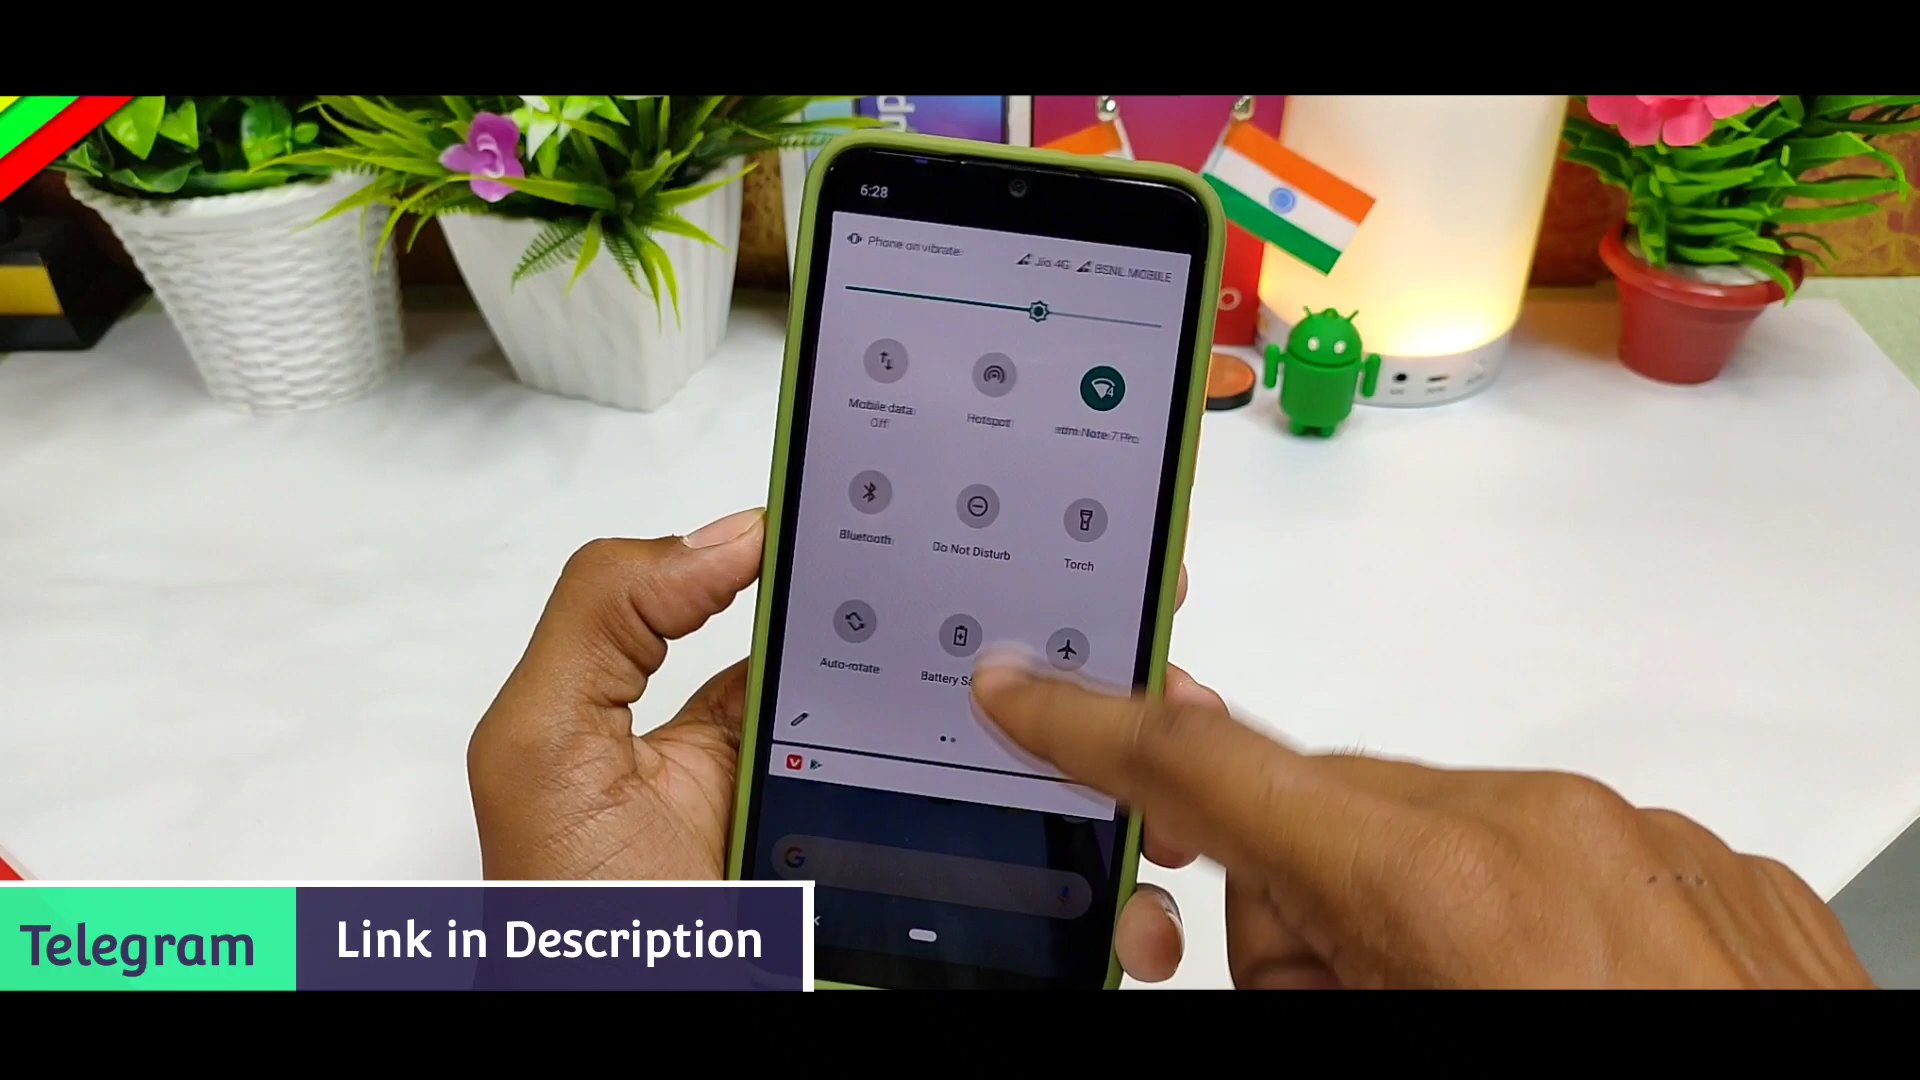 6:28
Phone on vibrate
Jio 4G BSNL MOBILE
Mobile data
Off
Hotspot
edmi Note 7 Pro
Bluetooth
Do Not Disturb
Torch
Auto-rotate
Battery
Telegram
Link in Description